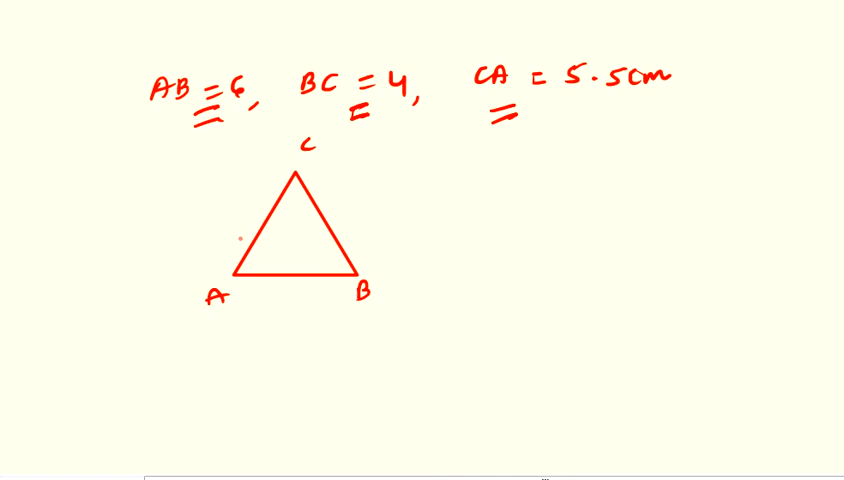 AB = 6, BC = 4, CA = 5.5cm
C
A B